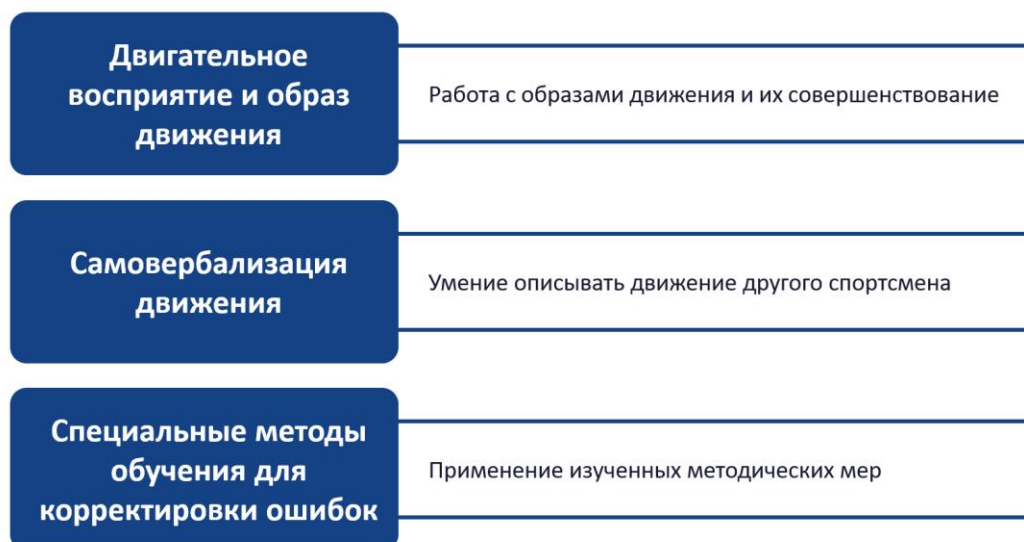 Двигательное
восприятие и образ
движения
Работа с образами движения и их совершенствование
Самовербализация
движения
Умение описывать движение другого спортсмена
Специальные методы
обучения для
корректировки ошибок
Применение изученных методических мер